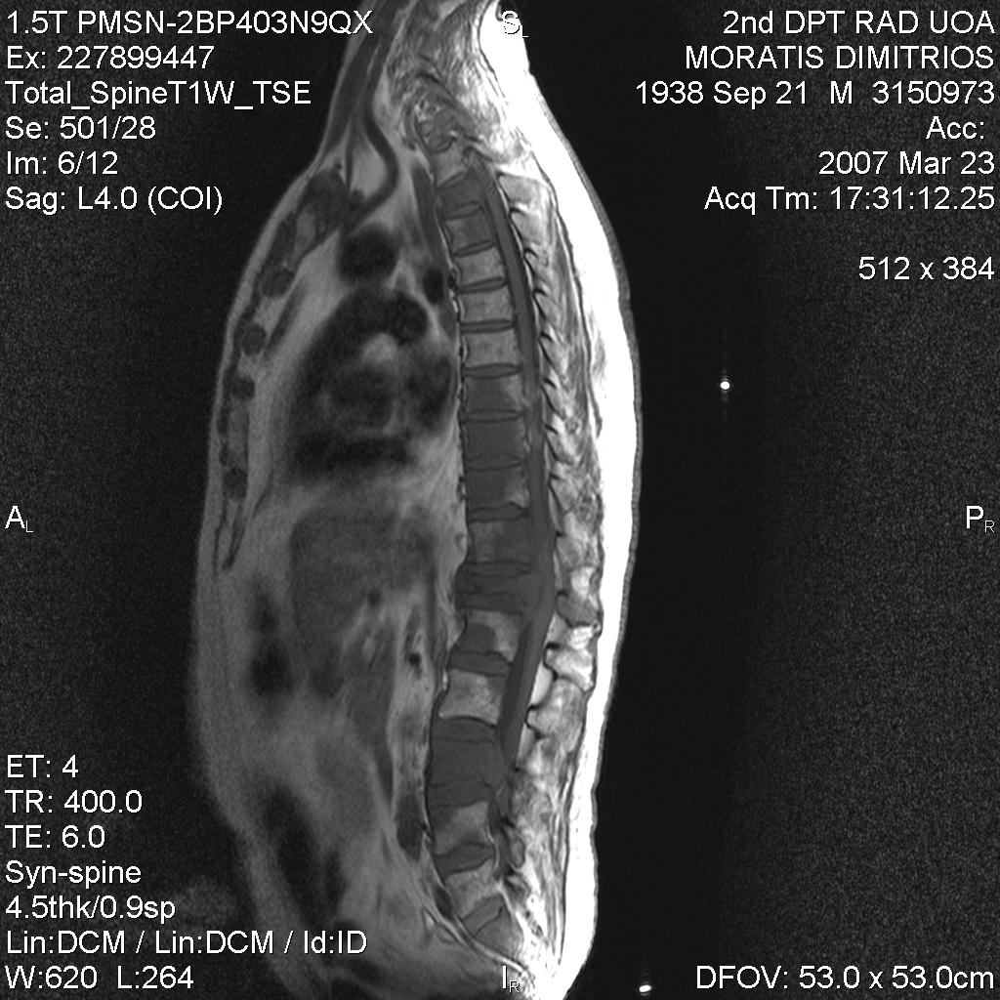 1.5T PMSN-2BP403N9QX
Ex: 227899447
Total_SpineT1W_TSE
Se: 501/28
Im: 6/12
Sag: L4.0 (COI)
SL
2nd DPT RAD UOA
MORATIS DIMITRIOS
1938 Sep 21 M 3150973
Acc:
2007 Mar 23
Acq Tm: 17:31:12.25
512 x 384
AL
PR
ET: 4
TR: 400.0
TE: 6.0
Syn-spine
4.5thk/0.9sp
Lin:DCM / Lin:DCM / Id:ID
W:620 L:264
IR
DFOV: 53.0 x 53.0cm